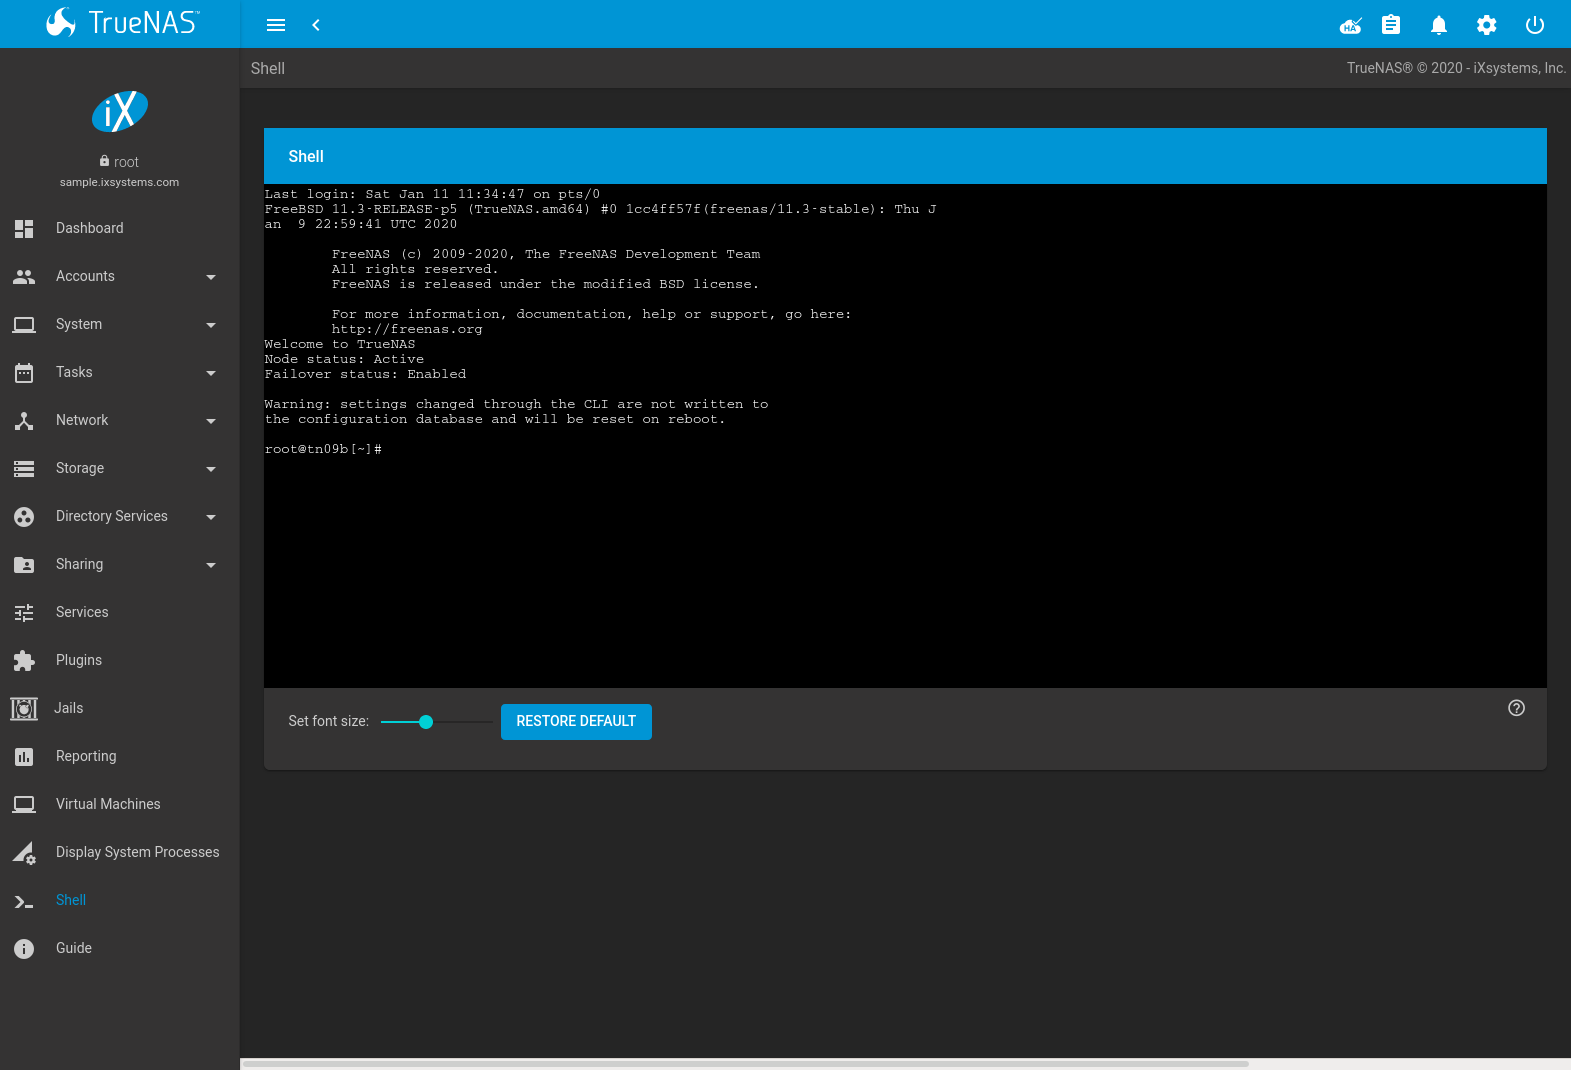 TrueNAS™
HA
Shell
TrueNAS® © 2020 - iXsystems, Inc.
iX
root
sample.ixsystems.com
Dashboard
Accounts
System
Tasks
Network
Storage
Directory Services
Sharing
Services
Plugins
Jails
Reporting
Virtual Machines
Display System Processes
Shell
Guide
Shell
Last login: Sat Jan 11 11:34:47 on pts/0
FreeBSD 11.3-RELEASE-p5 (TrueNAS.amd64) #0 1cc4ff57f(freenas/11.3-stable): Thu J
an  9 22:59:41 UTC 2020
FreeNAS (c) 2009-2020, The FreeNAS Development Team
All rights reserved.
FreeNAS is released under the modified BSD license.
For more information, documentation, help or support, go here:
http://freenas.org
Welcome to TrueNAS
Node status: Active
Failover status: Enabled
Warning: settings changed through the CLI are not written to
the configuration database and will be reset on reboot.
root@tn09b[~]#
Set font size:
RESTORE DEFAULT